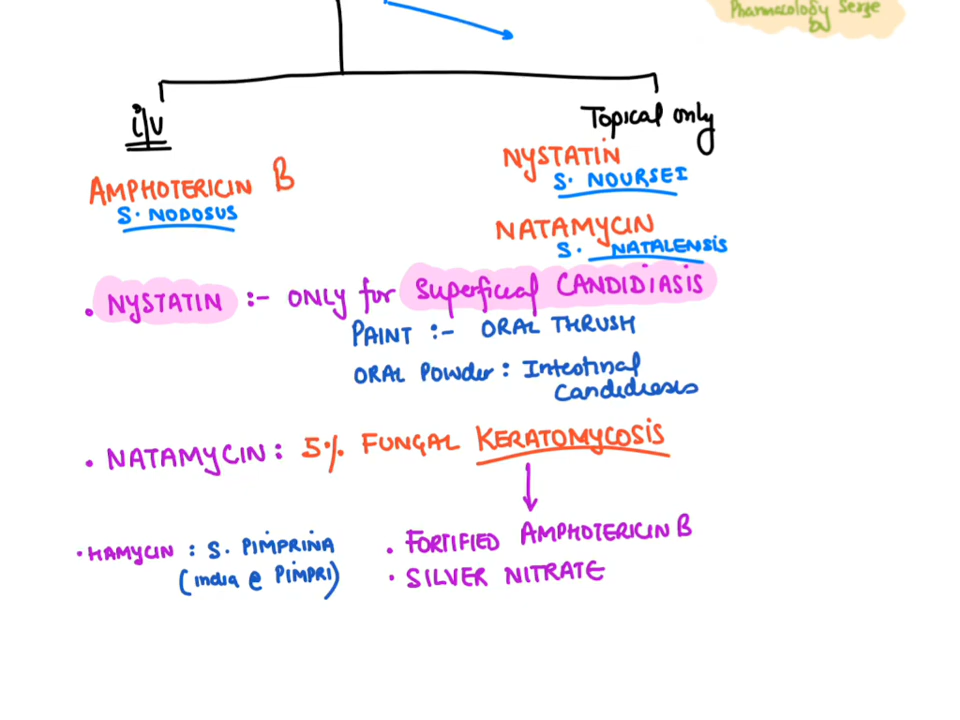 Pharmacology Serge
by
i/v
Topical only
AMPHOTERICIN B
S. NODOSUS
NYSTATIN
S. NOURSEI
NATAMYCIN
S. NATALENSIS
• NYSTATIN :- ONLY for Superficial CANDIDIASIS
PAINT :- ORAL THRUSH
ORAL Powder : Intestinal
Candidiasis
• NATAMYCIN : 5% FUNGAL KERATOMYCOSIS
• HAMYCIN : S. PIMPRINA
(India @ PIMPRI)
• FORTIFIED AMPHOTERICIN B
• SILVER NITRATE